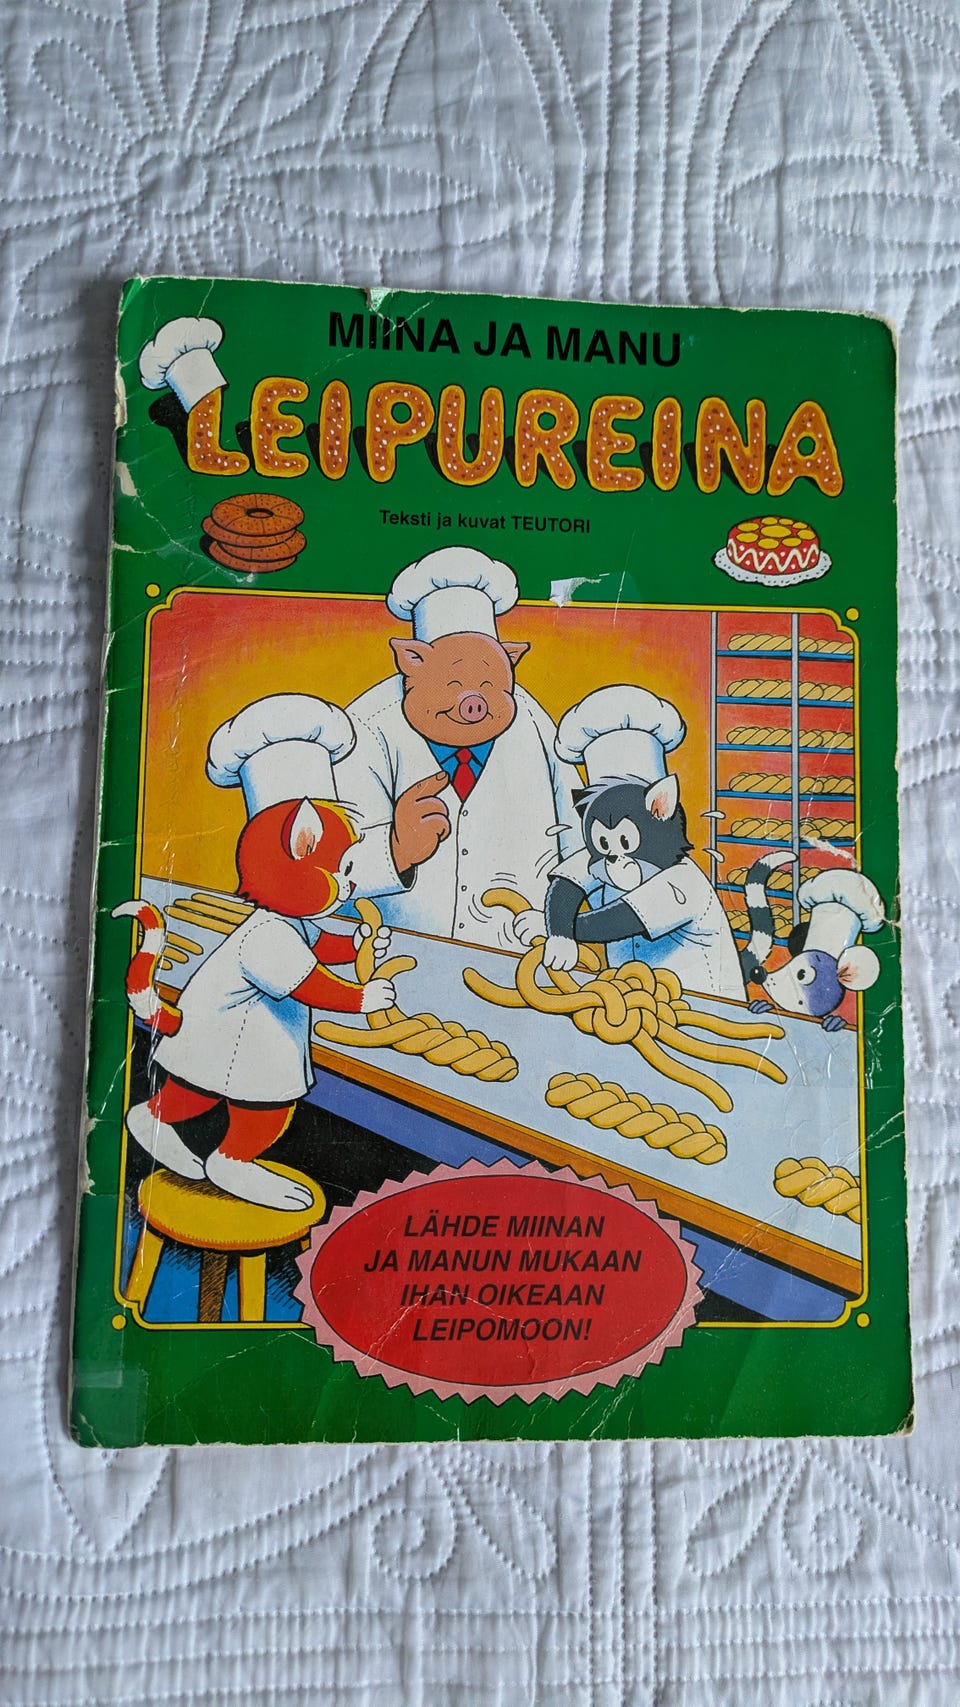 MIINA JA MANU
LEIPUREINA
Teksti ja kuvat TEUTORI
LÄHDE MIINAN
JA MANUN MUKAAN
IHAN OIKEAAN
LEIPOMOON!